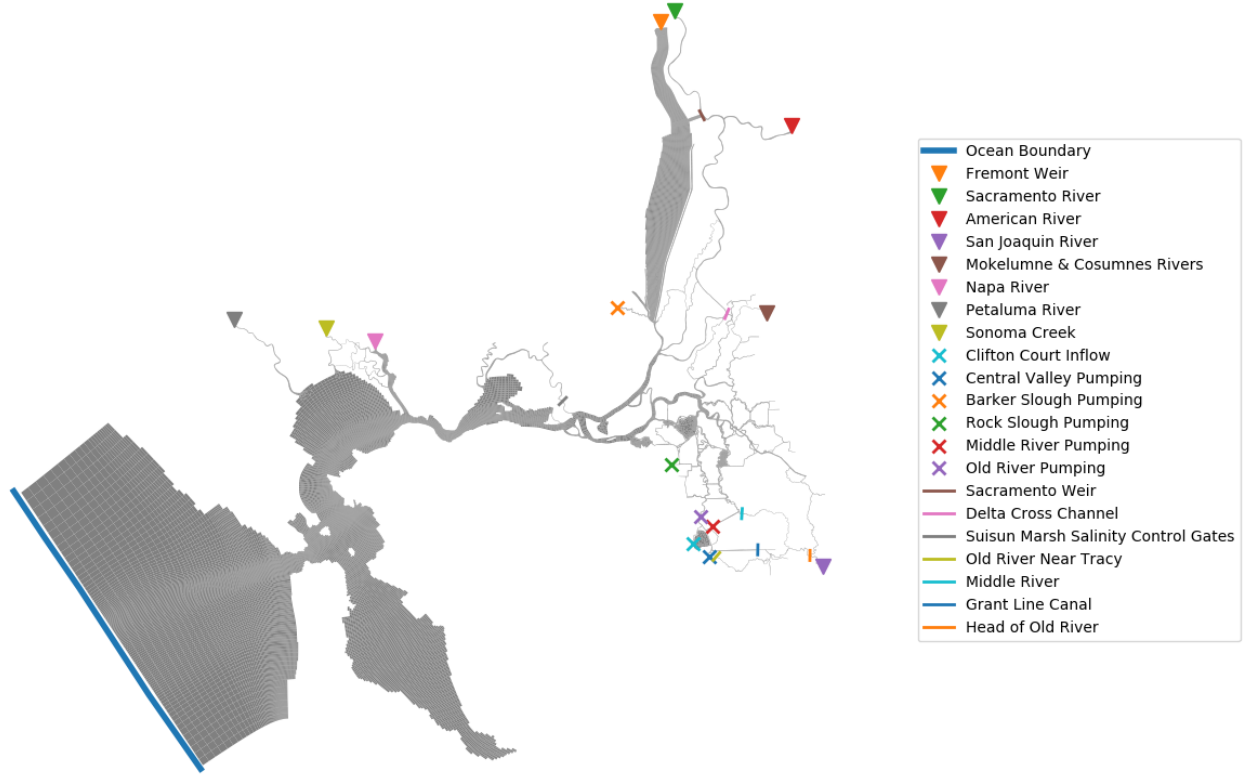 Ocean Boundary
Fremont Weir
Sacramento River
American River
San Joaquin River
Mokelumne & Cosumnes Rivers
Napa River
Petaluma River
Sonoma Creek
Clifton Court Inflow
Central Valley Pumping
Barker Slough Pumping
Rock Slough Pumping
Middle River Pumping
Old River Pumping
Sacramento Weir
Delta Cross Channel
Suisun Marsh Salinity Control Gates
Old River Near Tracy
Middle River
Grant Line Canal
Head of Old River